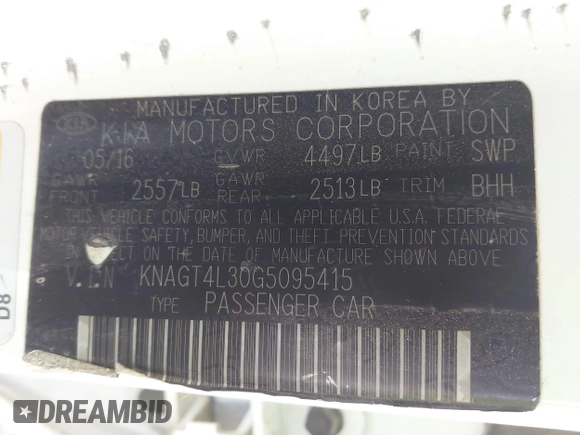 MANUFACTURED IN KOREA BY
KIA KIA MOTORS CORPORATION
05/16 GVWR 4497LB PAINT SWP
GAWR FRONT 2557LB GAWR REAR 2513LB TRIM BHH
THIS VEHICLE CONFORMS TO ALL APPLICABLE U.S.A. FEDERAL
MOTOR VEHICLE SAFETY, BUMPER, AND THEFT PREVENTION STANDARDS
IN EFFECT ON THE DATE OF MANUFACTURE SHOWN ABOVE.
V.I.N KNAGT4L30G5095415
TYPE PASSENGER CAR
D8
DREAMBID